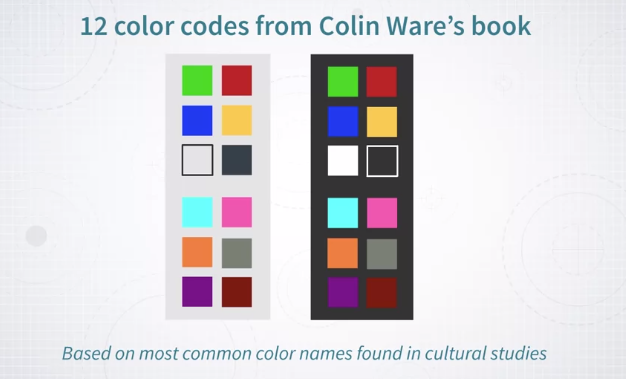 12 color codes from Colin Ware's book
Based on most common color names found in cultural studies